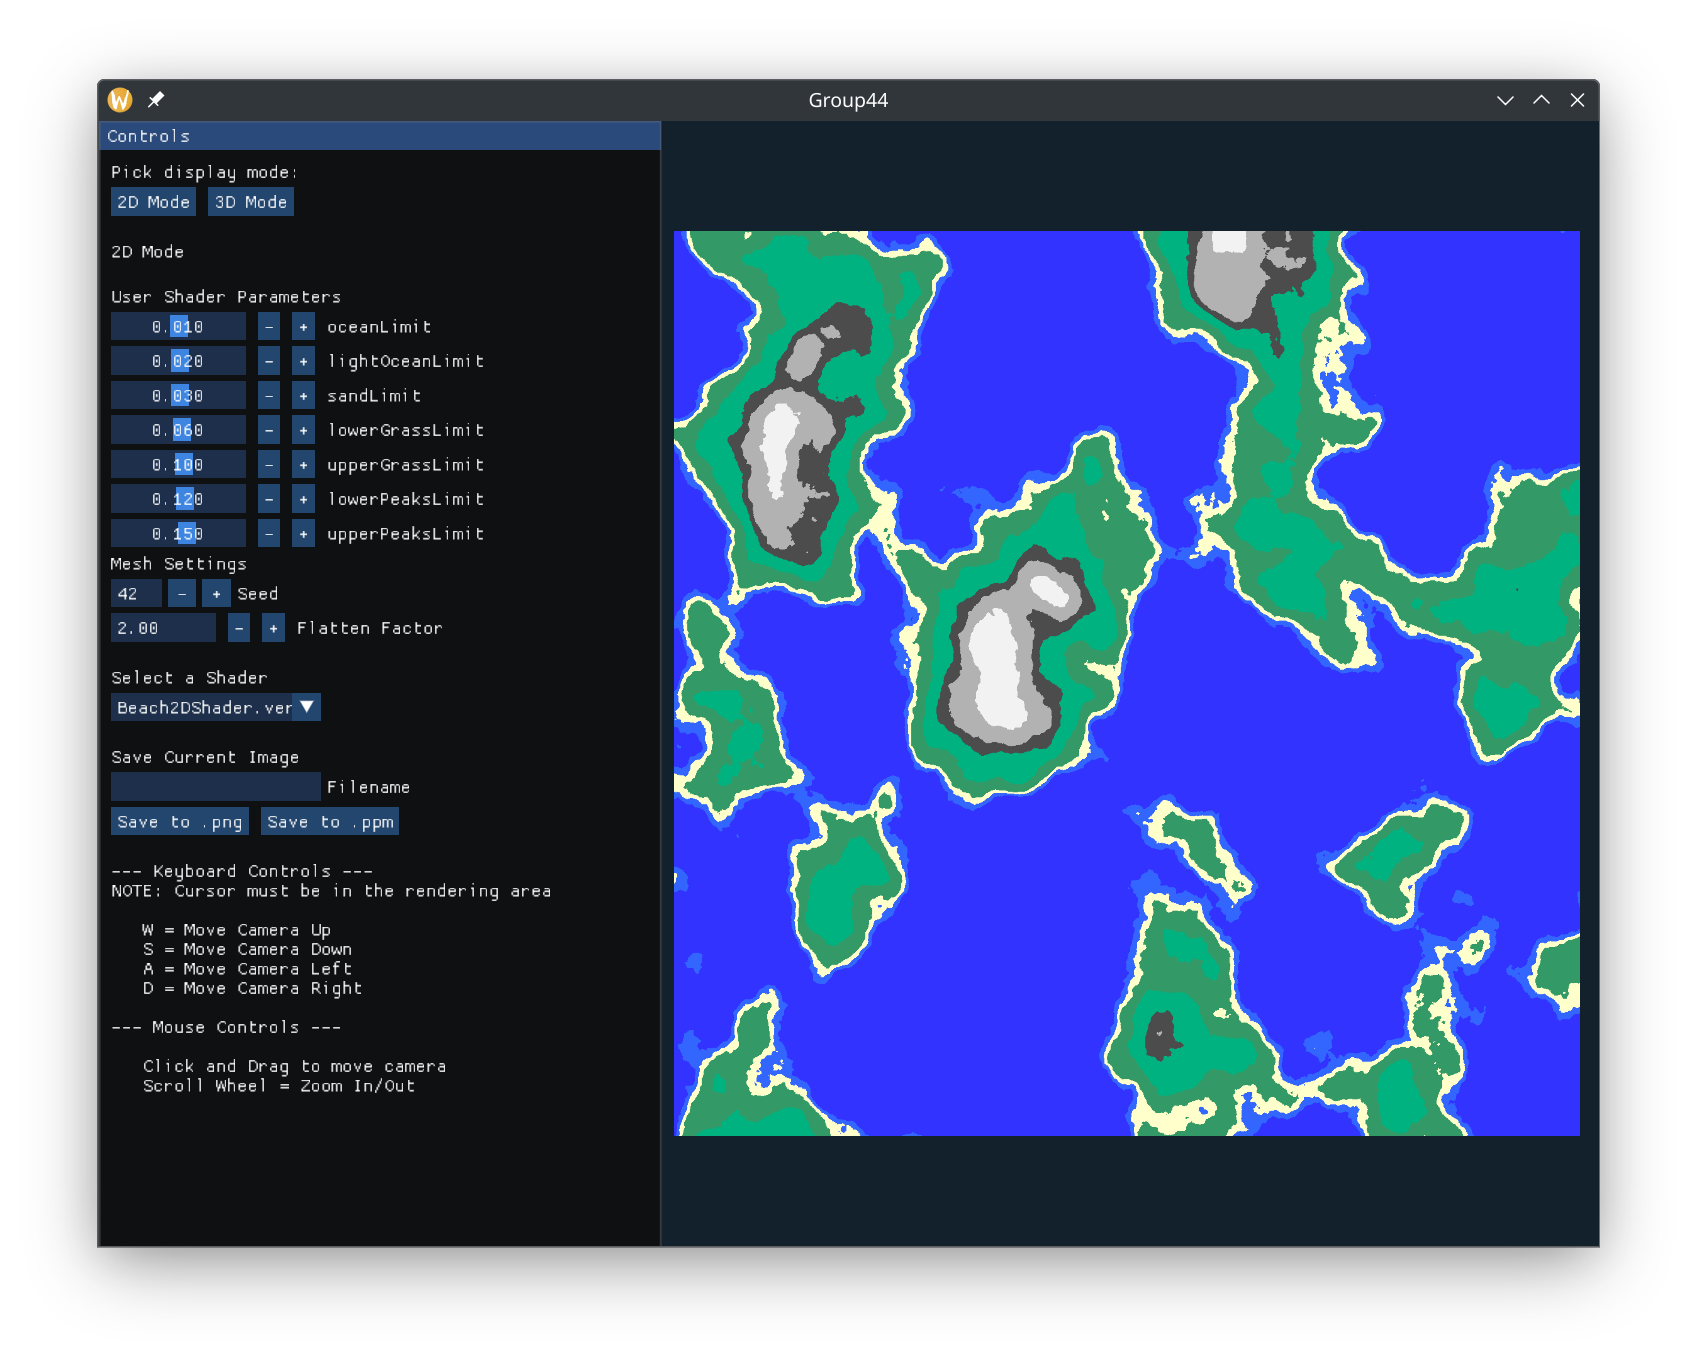 Group44
Controls
Pick display mode:
2D Mode 3D Mode
2D Mode
User Shader Parameters
0.010 - + oceanLimit
0.020 - + lightOceanLimit
0.030 - + sandLimit
0.060 - + lowerGrassLimit
0.100 - + upperGrassLimit
0.120 - + lowerPeaksLimit
0.150 - + upperPeaksLimit
Mesh Settings
42 - + Seed
2.00 - + Flatten Factor
Select a Shader
Beach2DShader.ver
Save Current Image
Filename
Save to .png Save to .ppm
--- Keyboard Controls ---
NOTE: Cursor must be in the rendering area
W = Move Camera Up
S = Move Camera Down
A = Move Camera Left
D = Move Camera Right
--- Mouse Controls ---
Click and Drag to move camera
Scroll Wheel = Zoom In/Out